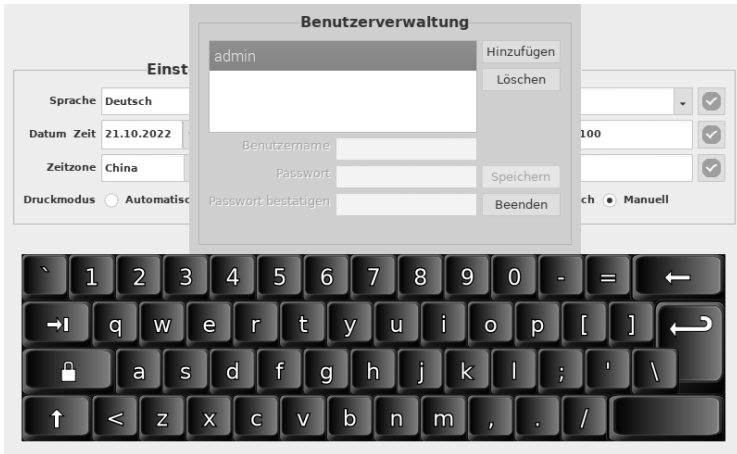 Benutzerverwaltung
Einst
admin
Hinzufügen
Löschen
Sprache Deutsch
Datum Zeit 21.10.2022
100
Benutzername
Zeitzone China
Passwort
Speichern
Druckmodus Automatisc
Passwort bestätigen
Beenden
ch Manuell
` 1 2 3 4 5 6 7 8 9 0 - =
q w e r t y u i o p [ ]
a s d f g h j k l ; ' \
< z x c v b n m , . /